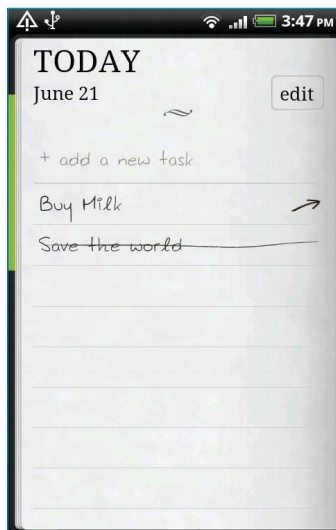 3:47 PM
TODAY
June 21
edit
+ add a new task
Buy Milk
Save the world